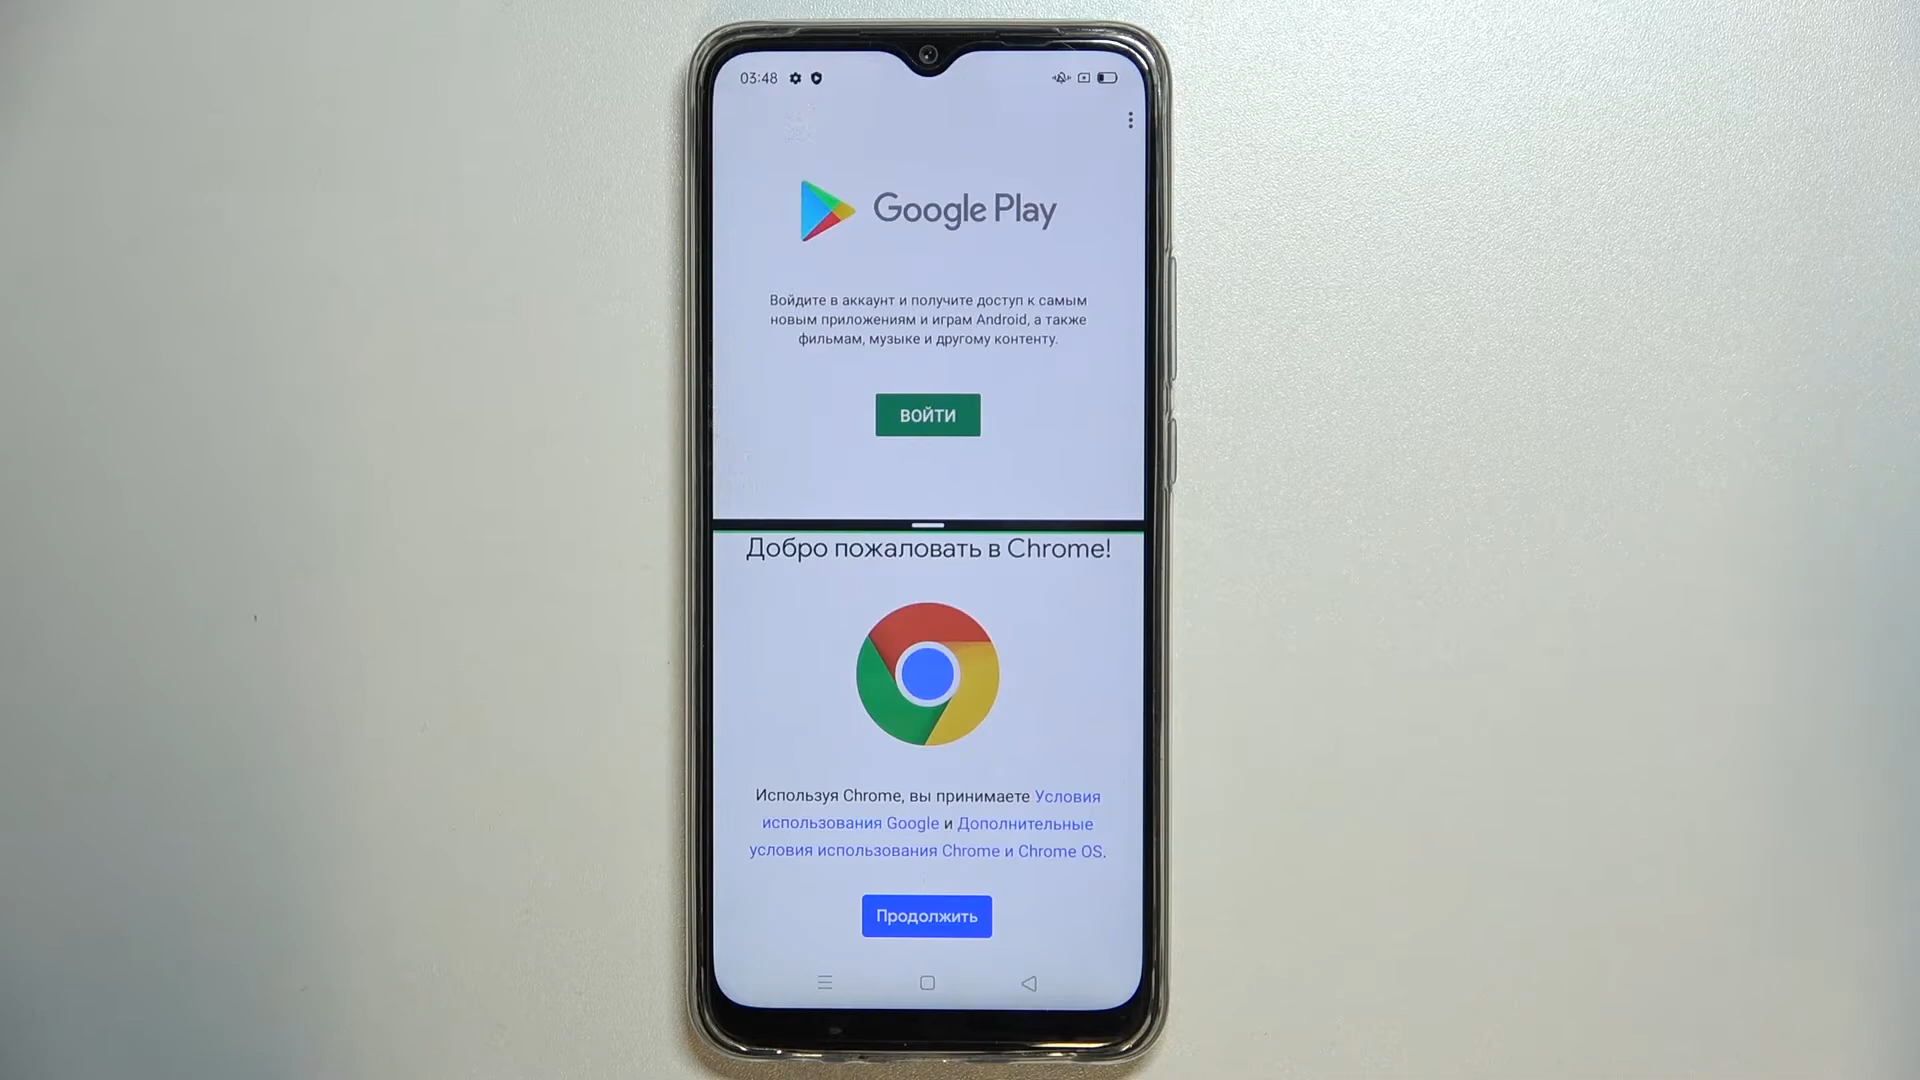 03:48
Google Play
Войдите в аккаунт и получите доступ к самым
новым приложениям и играм Android, а также
фильмам, музыке и другому контенту.
ВОЙТИ
Добро пожаловать в Chrome!
Используя Chrome, вы принимаете Условия
использования Google и Дополнительные
условия использования Chrome и Chrome OS.
Продолжить